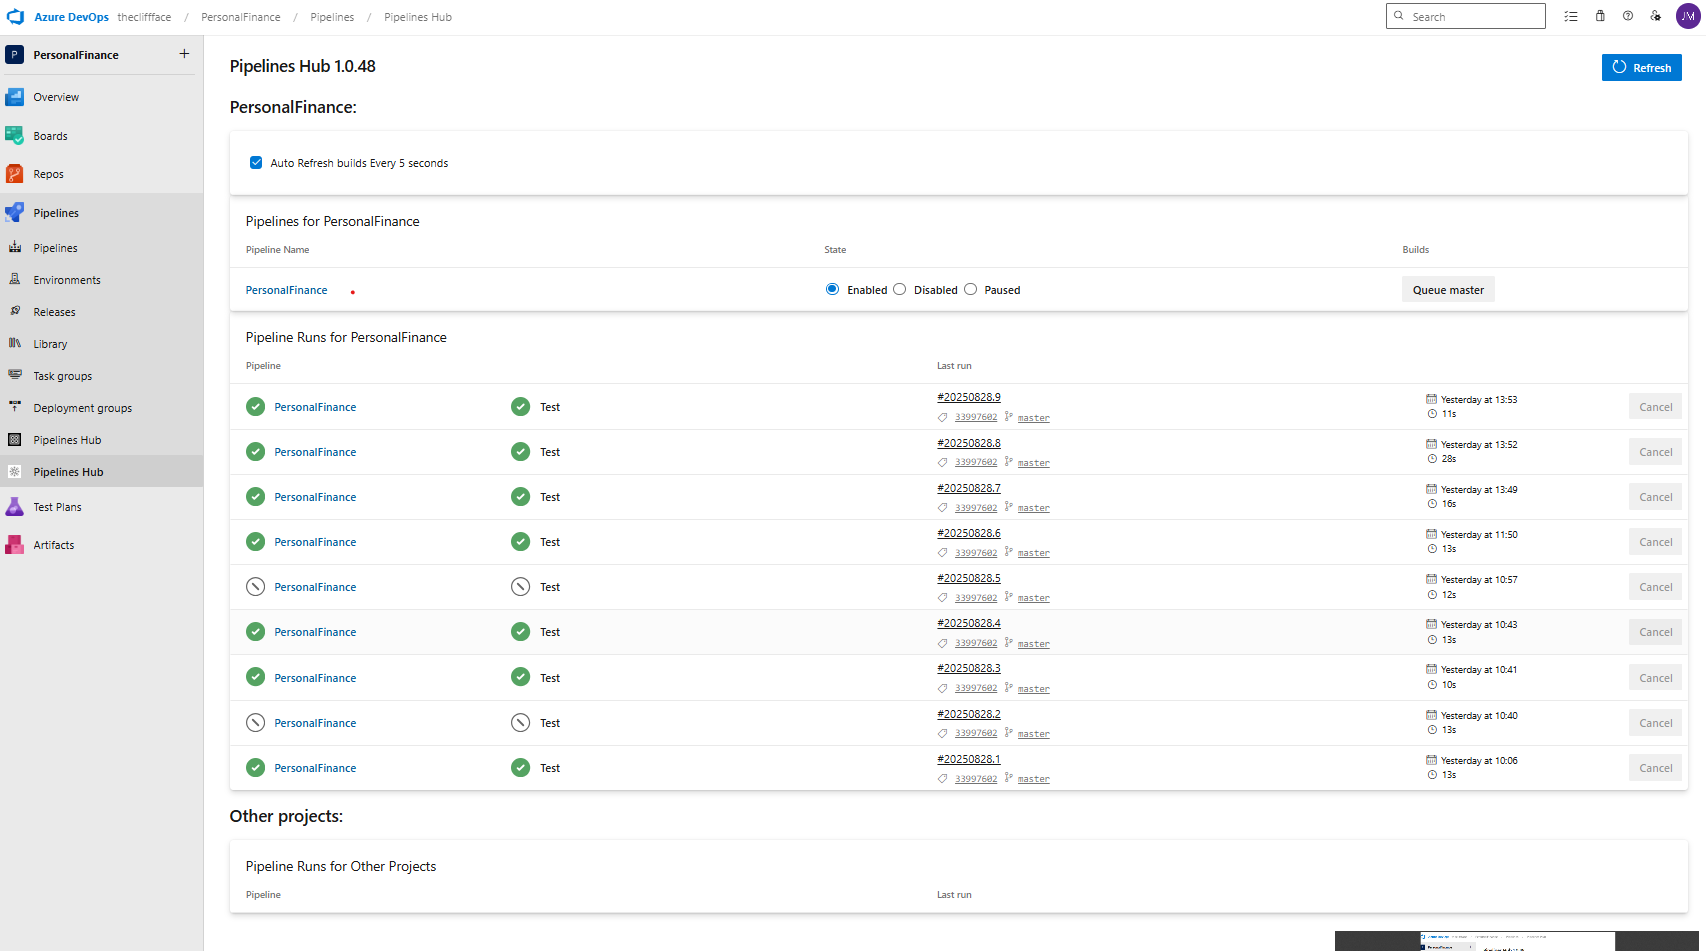 Azure DevOps thecliffface / PersonalFinance / Pipelines / Pipelines Hub
Search
JM
P PersonalFinance +
Overview
Boards
Repos
Pipelines
Pipelines
Environments
Releases
Library
Task groups
Deployment groups
Pipelines Hub
Pipelines Hub
Test Plans
Artifacts
Pipelines Hub 1.0.48
Refresh
PersonalFinance:
Auto Refresh builds Every 5 seconds
Pipelines for PersonalFinance
Pipeline Name State Builds
PersonalFinance Enabled Disabled Paused Queue master
Pipeline Runs for PersonalFinance
Pipeline Last run
PersonalFinance Test #20250828.9 Yesterday at 13:53 Cancel
33997602 master 11s
PersonalFinance Test #20250828.8 Yesterday at 13:52 Cancel
33997602 master 28s
PersonalFinance Test #20250828.7 Yesterday at 13:49 Cancel
33997602 master 16s
PersonalFinance Test #20250828.6 Yesterday at 11:50 Cancel
33997602 master 13s
PersonalFinance Test #20250828.5 Yesterday at 10:57 Cancel
33997602 master 12s
PersonalFinance Test #20250828.4 Yesterday at 10:43 Cancel
33997602 master 13s
PersonalFinance Test #20250828.3 Yesterday at 10:41 Cancel
33997602 master 10s
PersonalFinance Test #20250828.2 Yesterday at 10:40 Cancel
33997602 master 13s
PersonalFinance Test #20250828.1 Yesterday at 10:06 Cancel
33997602 master 13s
Other projects:
Pipeline Runs for Other Projects
Pipeline Last run